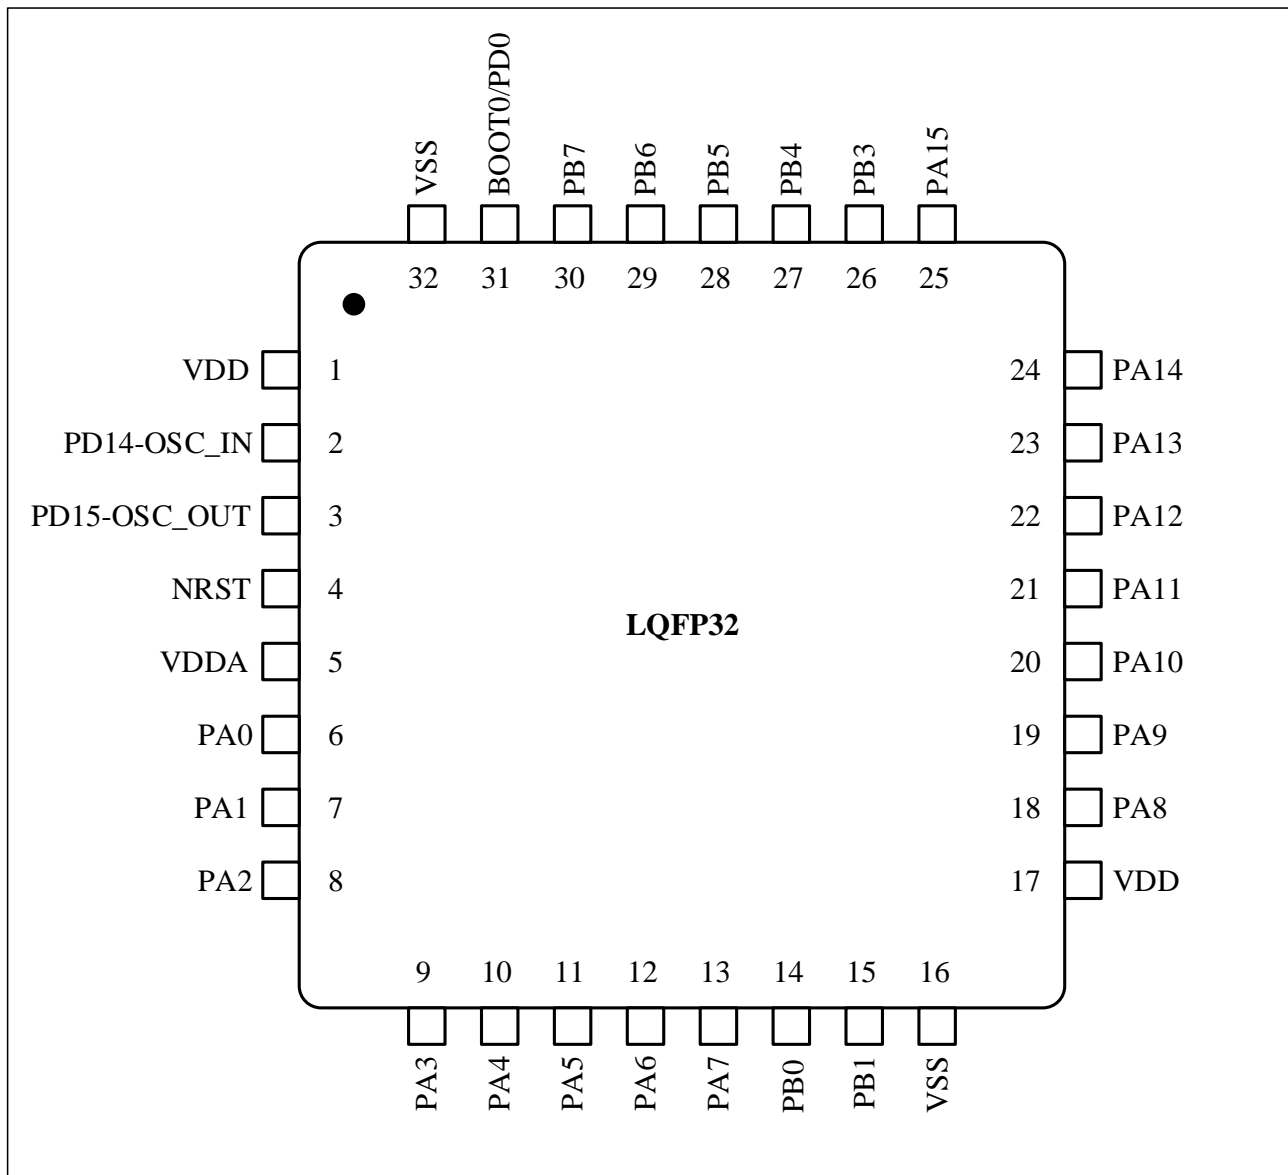 VSS
BOOT0/PD0
PB7
PB6
PB5
PB4
PB3
PA15
32 31 30 29 28 27 26 25
VDD 1 24 PA14
PD14-OSC_IN 2 23 PA13
PD15-OSC_OUT 3 22 PA12
NRST 4 21 PA11
LQFP32
VDDA 5 20 PA10
PA0 6 19 PA9
PA1 7 18 PA8
PA2 8 17 VDD
9 10 11 12 13 14 15 16
PA3
PA4
PA5
PA6
PA7
PB0
PB1
VSS